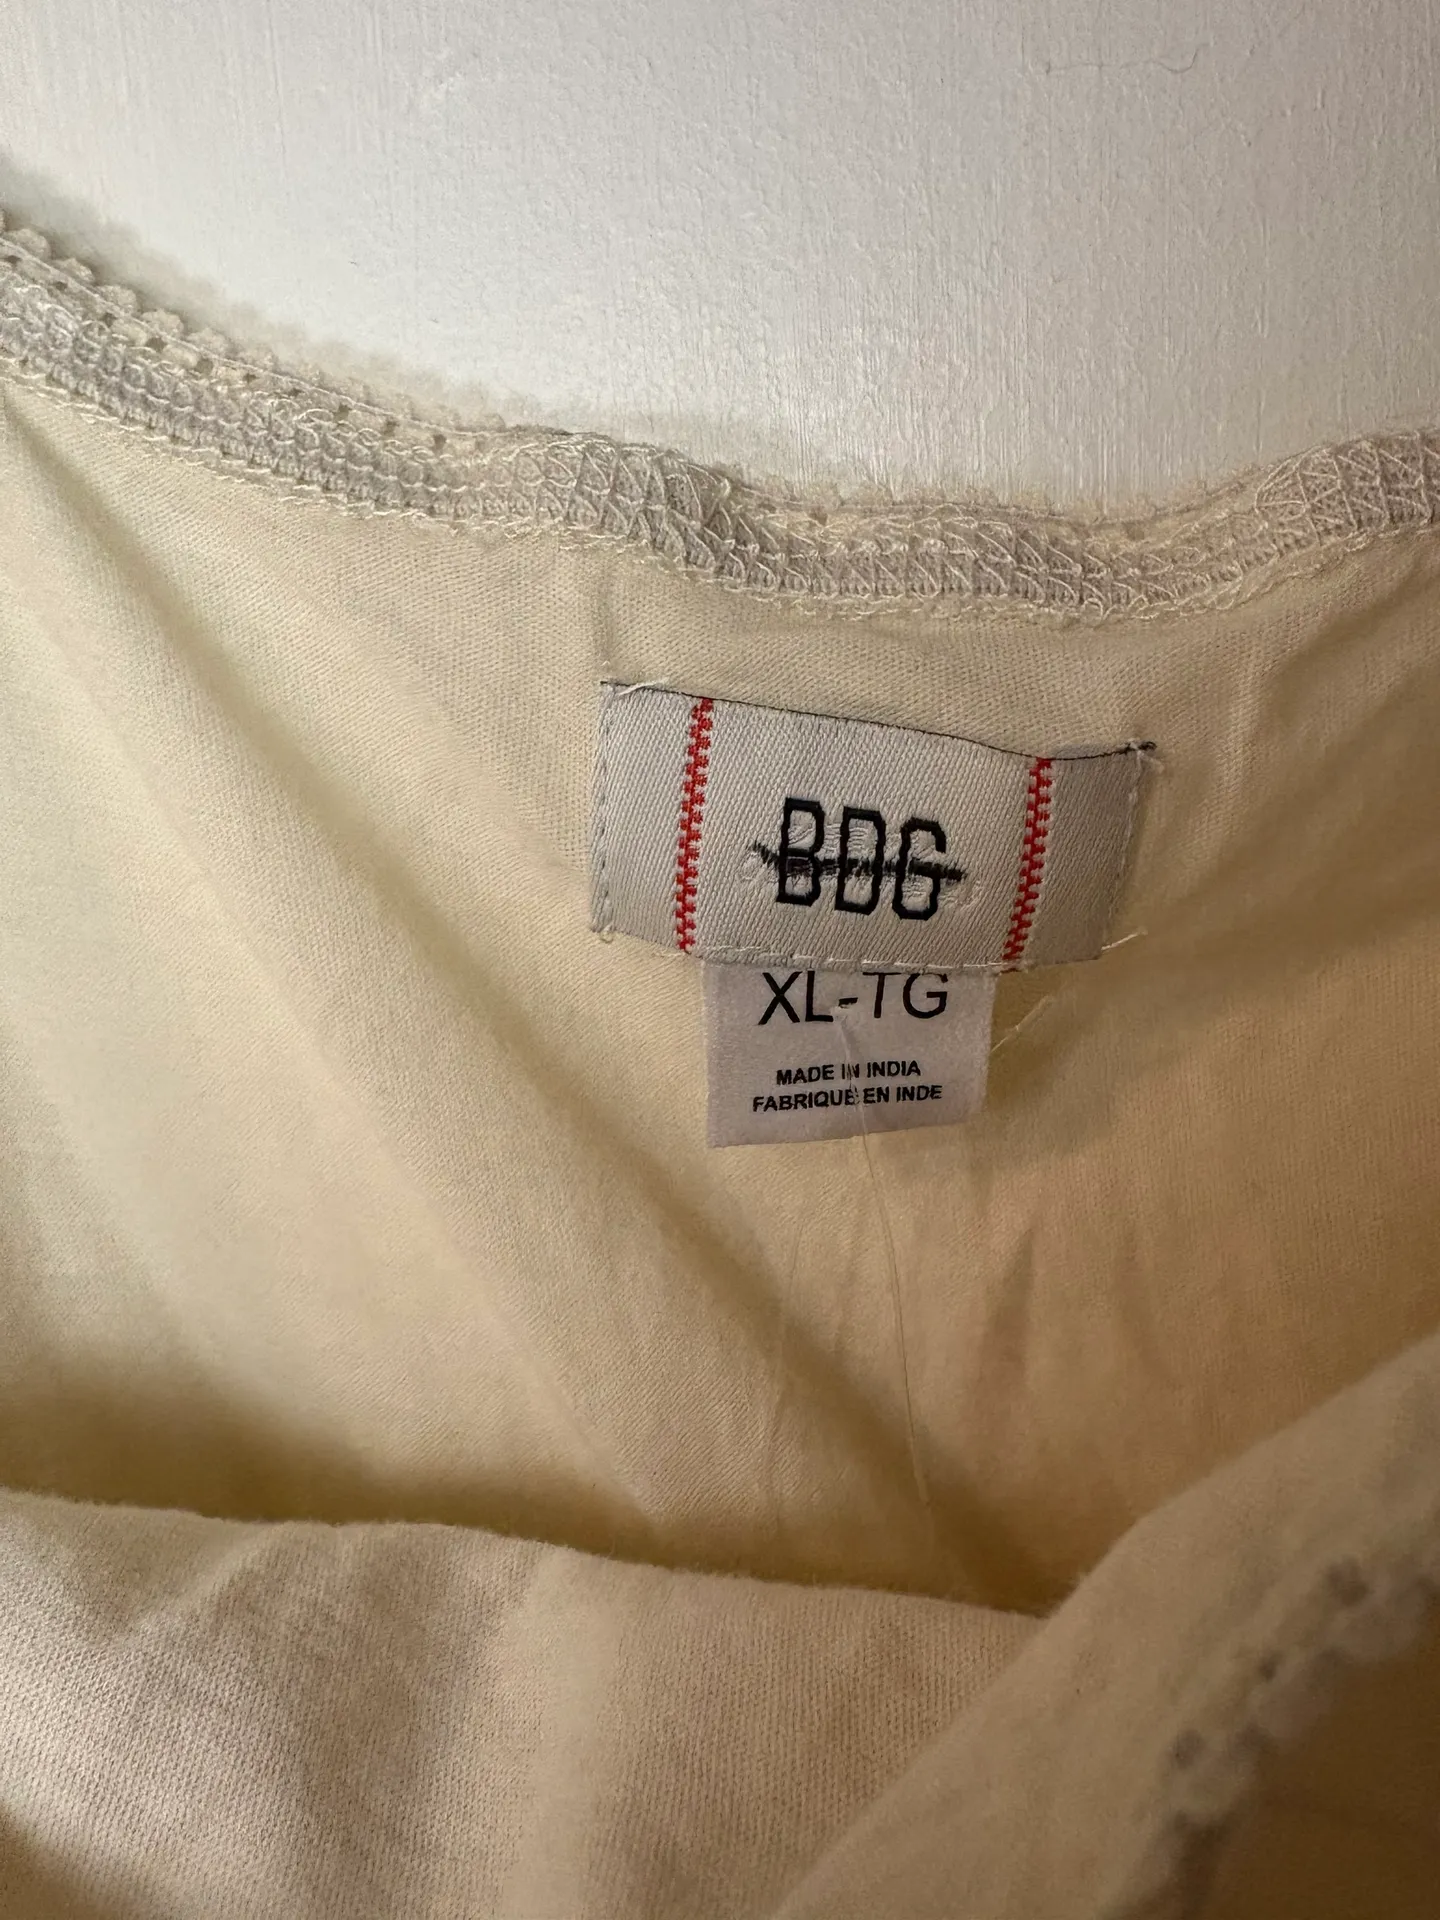 BDG
XL-TG
MADE IN INDIA
FABRIQUE EN INDE